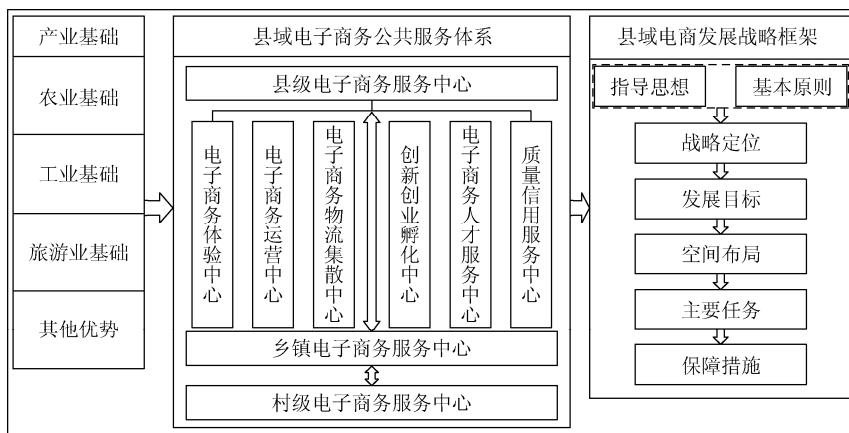 产业基础
农业基础
工业基础
旅游业基础
其他优势
县域电子商务公共服务体系
县级电子商务服务中心
电子商务体验中心
电子商务运营中心
电子商务物流集散中心
创新创业孵化中心
电子商务人才服务中心
质量信用服务中心
乡镇电子商务服务中心
村级电子商务服务中心
县域电商发展战略框架
指导思想
基本原则
战略定位
发展目标
空间布局
主要任务
保障措施